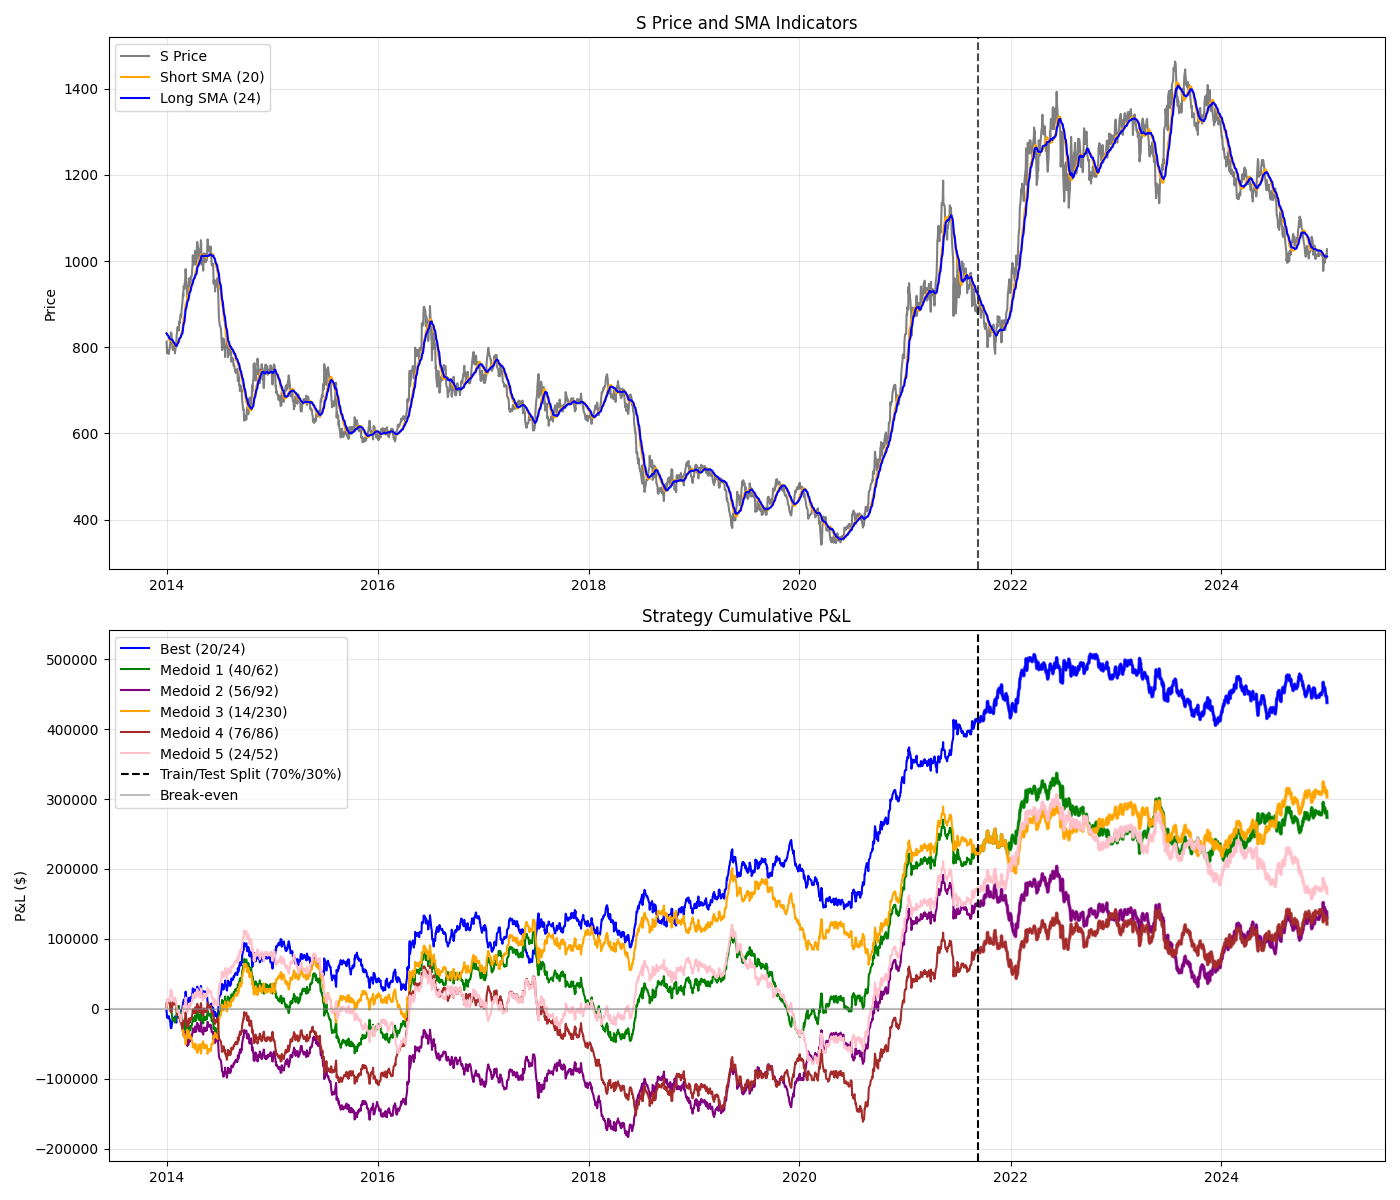 S Price and SMA Indicators
S Price
Short SMA (20)
Long SMA (24)
Price
1400
1200
1000
800
600
400
2014
2016
2018
2020
2022
2024
Strategy Cumulative P&L
Best (20/24)
Medoid 1 (40/62)
Medoid 2 (56/92)
Medoid 3 (14/230)
Medoid 4 (76/86)
Medoid 5 (24/52)
Train/Test Split (70%/30%)
Break-even
P&L ($)
500000
400000
300000
200000
100000
0
−100000
−200000
2014
2016
2018
2020
2022
2024